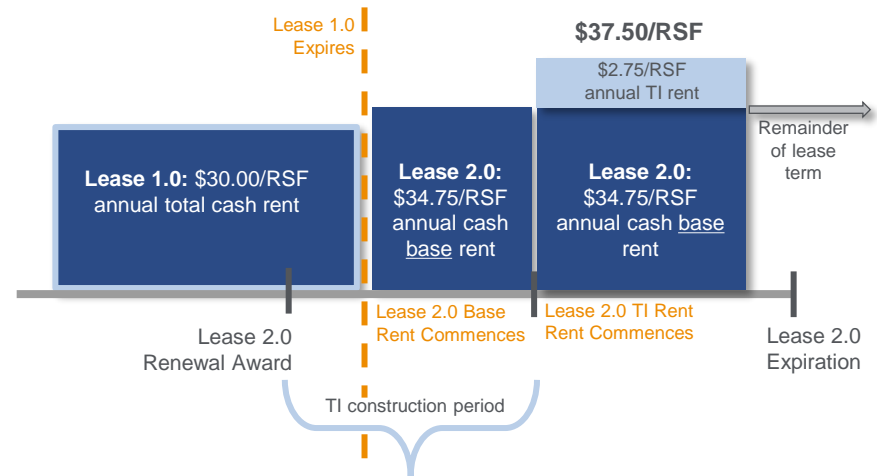 Lease 1.0
Expires
$37.50/RSF
$2.75/RSF
annual TI rent
Remainder
of lease
term
Lease 1.0: $30.00/RSF
annual total cash rent
Lease 2.0:
$34.75/RSF
annual cash
base rent
Lease 2.0:
$34.75/RSF
annual cash base
rent
Lease 2.0
Renewal Award
Lease 2.0 Base
Rent Commences
Lease 2.0 TI Rent
Rent Commences
Lease 2.0
Expiration
TI construction period